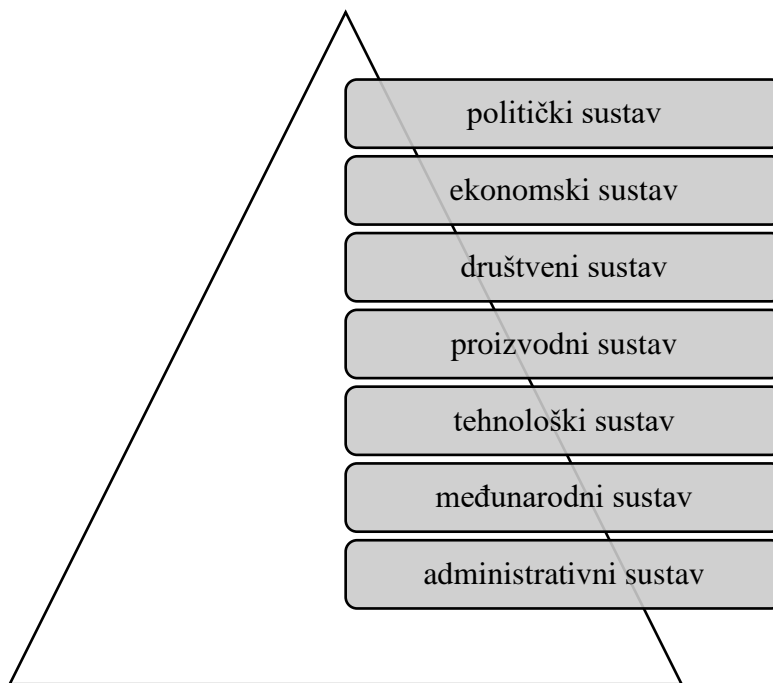 politički sustav
ekonomski sustav
društveni sustav
proizvodni sustav
tehnološki sustav
međunarodni sustav
administrativni sustav